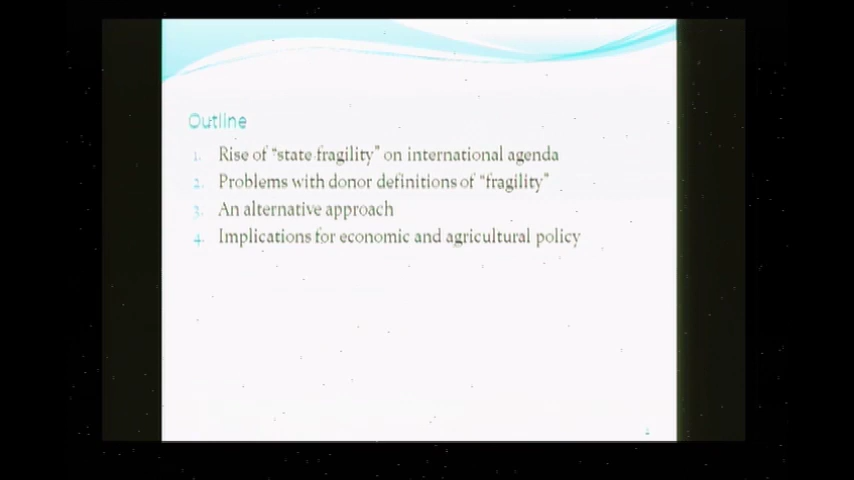 Outline
1. Rise of “state fragility” on international agenda
2. Problems with donor definitions of “fragility”
3. An alternative approach
4. Implications for economic and agricultural policy